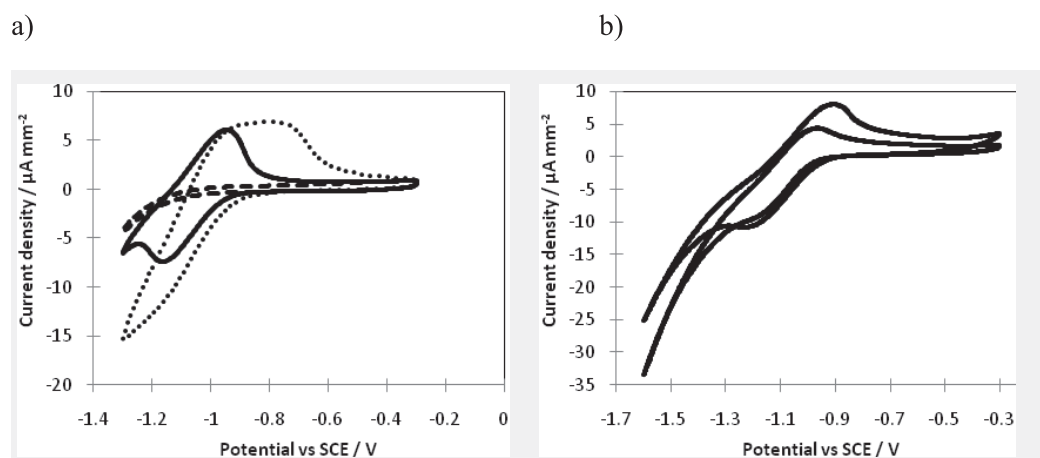 a)
b)
10
5
0
-5
-10
-15
-20
-1.4 -1.2 -1 -0.8 -0.6 -0.4 -0.2 0
Current density / µA mm-2
Potential vs SCE / V
10
5
0
-5
-10
-15
-20
-25
-30
-35
-1.7 -1.5 -1.3 -1.1 -0.9 -0.7 -0.5 -0.3
Current density / µA mm-2
Potential vs SCE / V